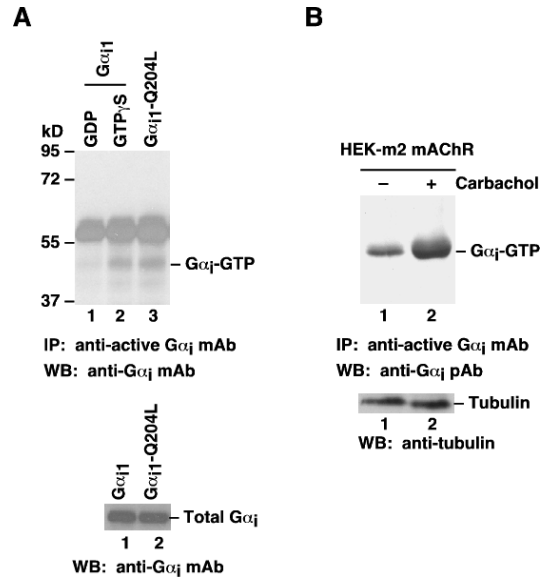 A
Gαi1
GDP
GTPγS
Gαi1-Q204L
kD
95
72
55
37
Gαi-GTP
1 2 3
IP: anti-active Gαi mAb
WB: anti-Gαi mAb
Gαi1
Gαi1-Q204L
Total Gαi
1 2
WB: anti-Gαi mAb
B
HEK-m2 mAChR
– + Carbachol
Gαi-GTP
1 2
IP: anti-active Gαi mAb
WB: anti-Gαi pAb
Tubulin
1 2
WB: anti-tubulin